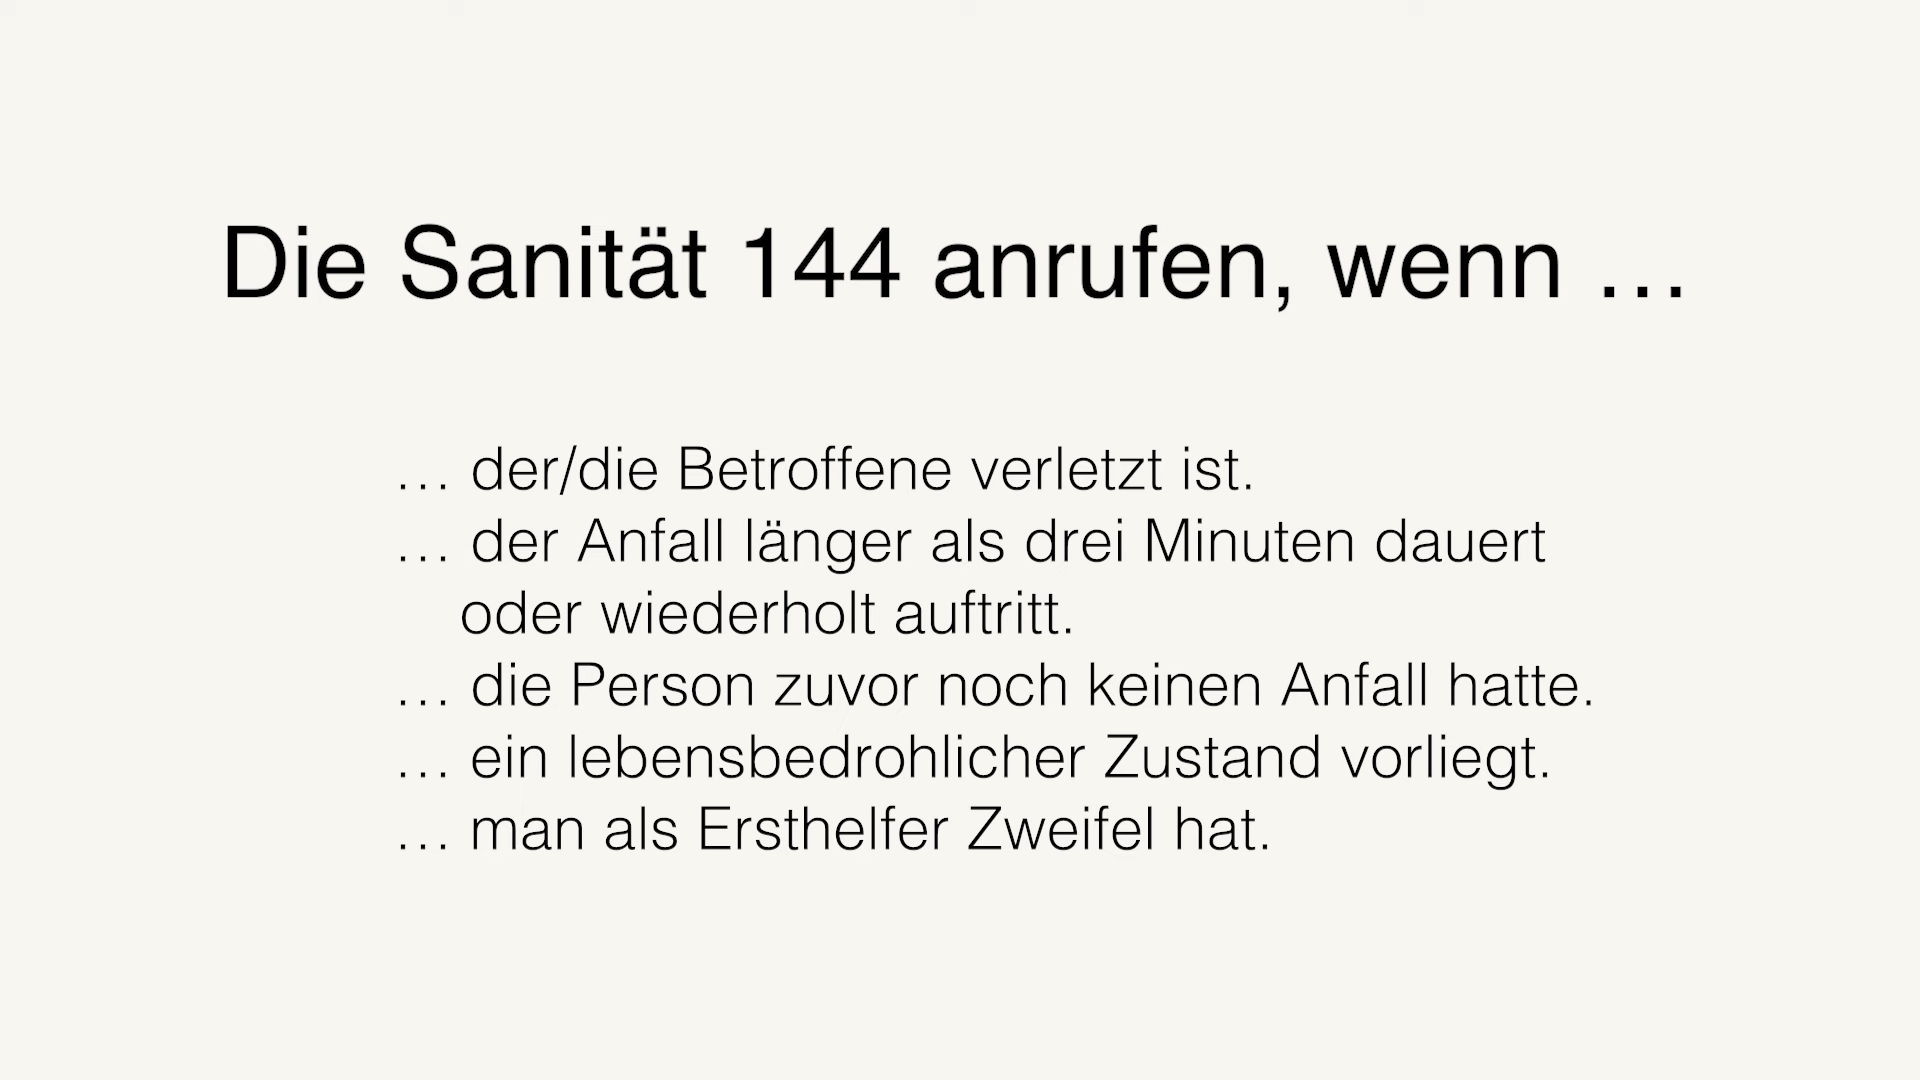 Die Sanität 144 anrufen, wenn …
… der/die Betroffene verletzt ist.
… der Anfall länger als drei Minuten dauert
oder wiederholt auftritt.
… die Person zuvor noch keinen Anfall hatte.
… ein lebensbedrohlicher Zustand vorliegt.
… man als Ersthelfer Zweifel hat.